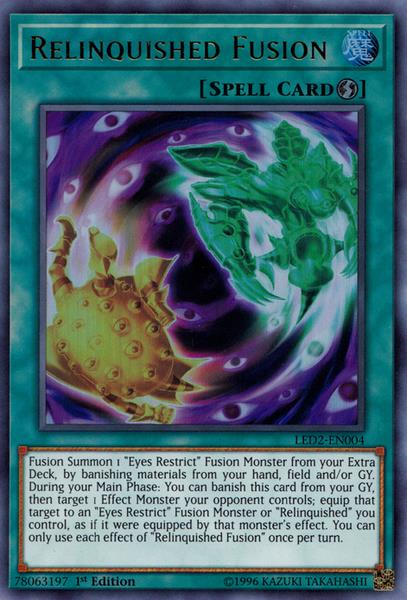 Relinquished Fusion
魔
[Spell Card]
LED2-EN004
Fusion Summon 1 "Eyes Restrict" Fusion Monster from your Extra
Deck, by banishing materials from your hand, field and/or GY.
During your Main Phase: You can banish this card from your GY,
then target 1 Effect Monster your opponent controls; equip that
target to an "Eyes Restrict" Fusion Monster or "Relinquished" you
control, as if it were equipped by that monster's effect. You can
only use each effect of "Relinquished Fusion" once per turn.
78063197 1st Edition ©1996 KAZUKI TAKAHASHI